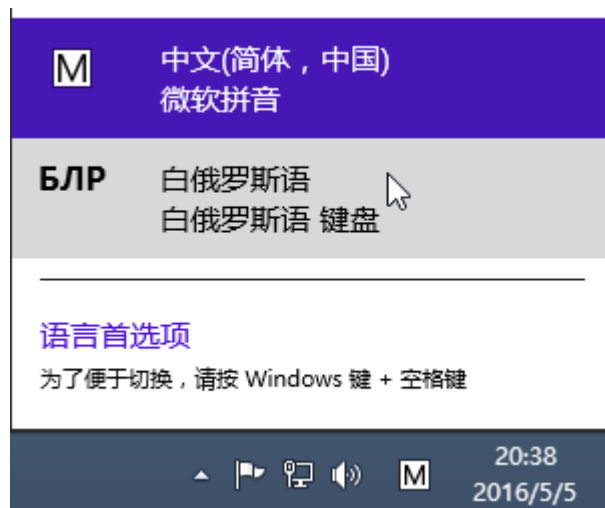 M 中文(简体，中国)
微软拼音
БЛР 白俄罗斯语
白俄罗斯语 键盘
语言首选项
为了便于切换，请按 Windows 键 + 空格键
M 20:38
2016/5/5